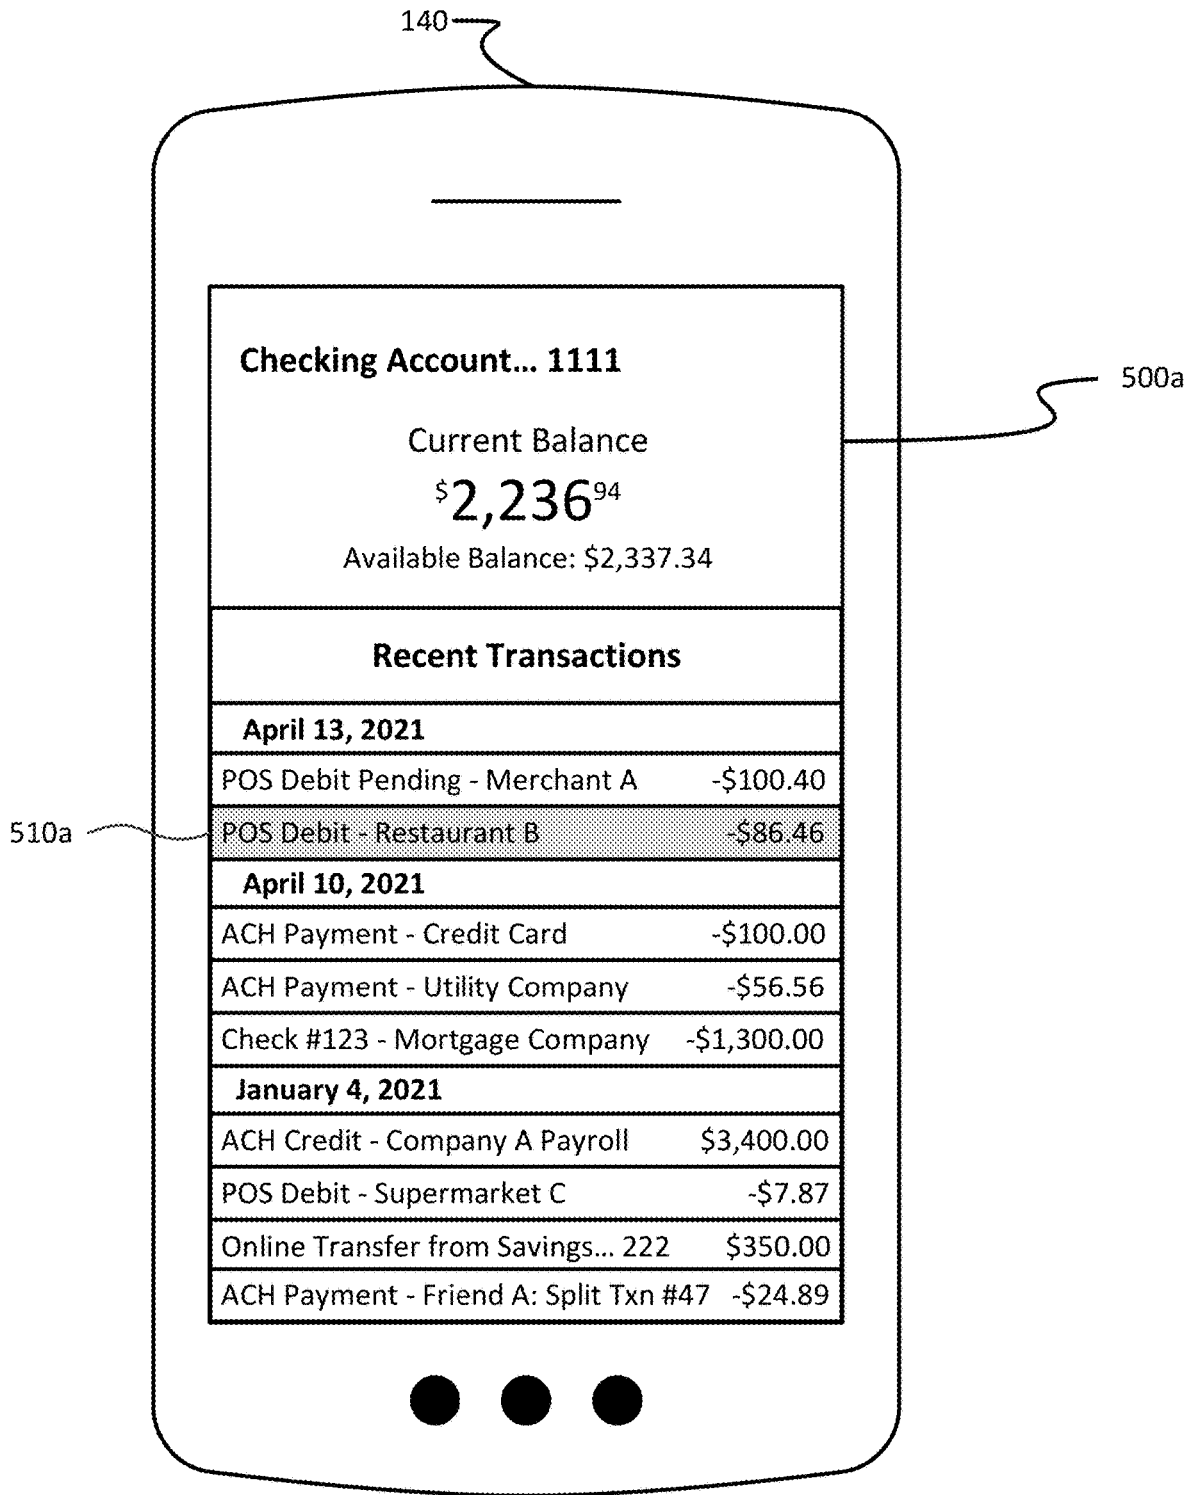 140
Checking Account... 1111
500a
Current Balance
$2,23694
Available Balance: $2,337.34
Recent Transactions
April 13, 2021
POS Debit Pending - Merchant A -$100.40
510a
POS Debit - Restaurant B -$86.46
April 10, 2021
ACH Payment - Credit Card -$100.00
ACH Payment - Utility Company -$56.56
Check #123 - Mortgage Company -$1,300.00
January 4, 2021
ACH Credit - Company A Payroll $3,400.00
POS Debit - Supermarket C -$7.87
Online Transfer from Savings... 222 $350.00
ACH Payment - Friend A: Split Txn #47 -$24.89